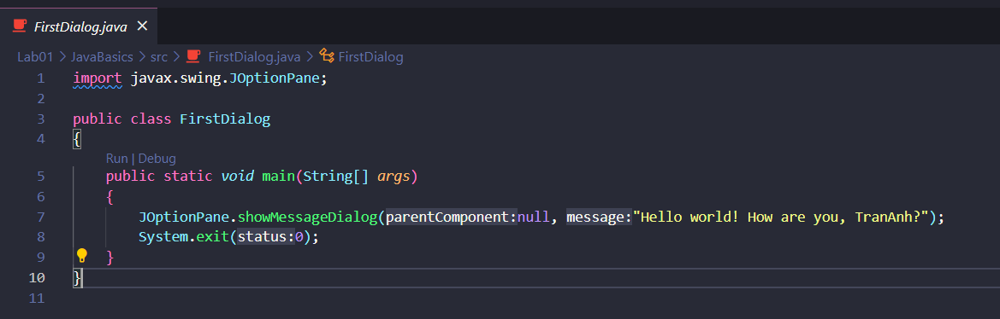 FirstDialog.java ×
Lab01 > JavaBasics > src > FirstDialog.java > FirstDialog
1 import javax.swing.JOptionPane;
2
3 public class FirstDialog
4 {
Run | Debug
5 public static void main(String[] args)
6 {
7 JOptionPane.showMessageDialog(parentComponent:null, message:"Hello world! How are you, TranAnh?");
8 System.exit(status:0);
9 }
10 }
11